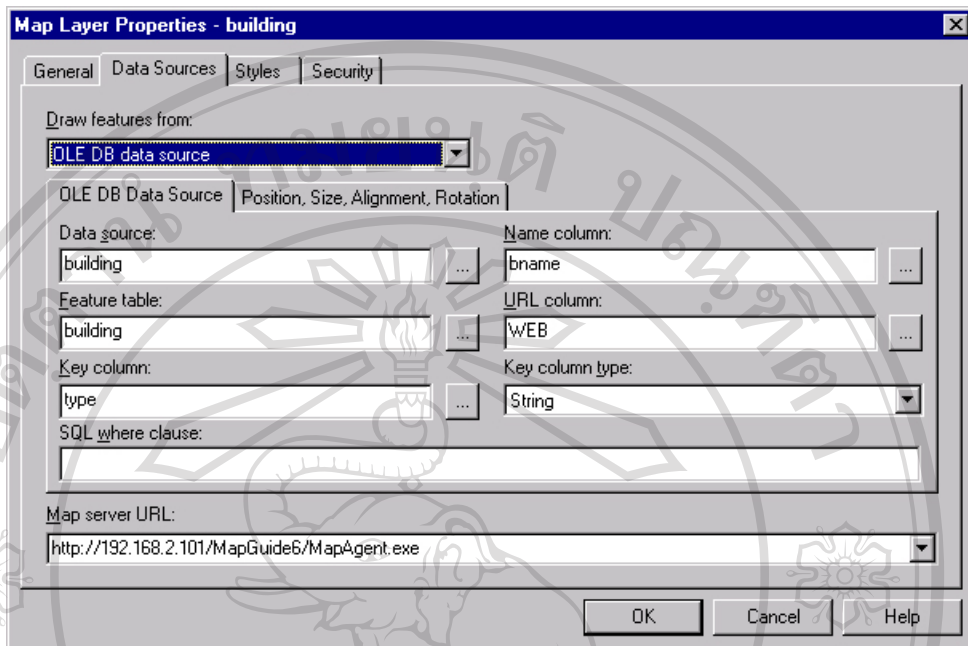 Map Layer Properties - building
General Data Sources Styles Security
Draw features from:
OLE DB data source
OLE DB Data Source Position, Size, Alignment, Rotation
Data source: Name column:
building ... bname ...
Feature table: URL column:
building ... WEB ...
Key column: Key column type:
type ... String
SQL where clause:
Map server URL:
http://192.168.2.101/MapGuide6/MapAgent.exe
OK Cancel Help